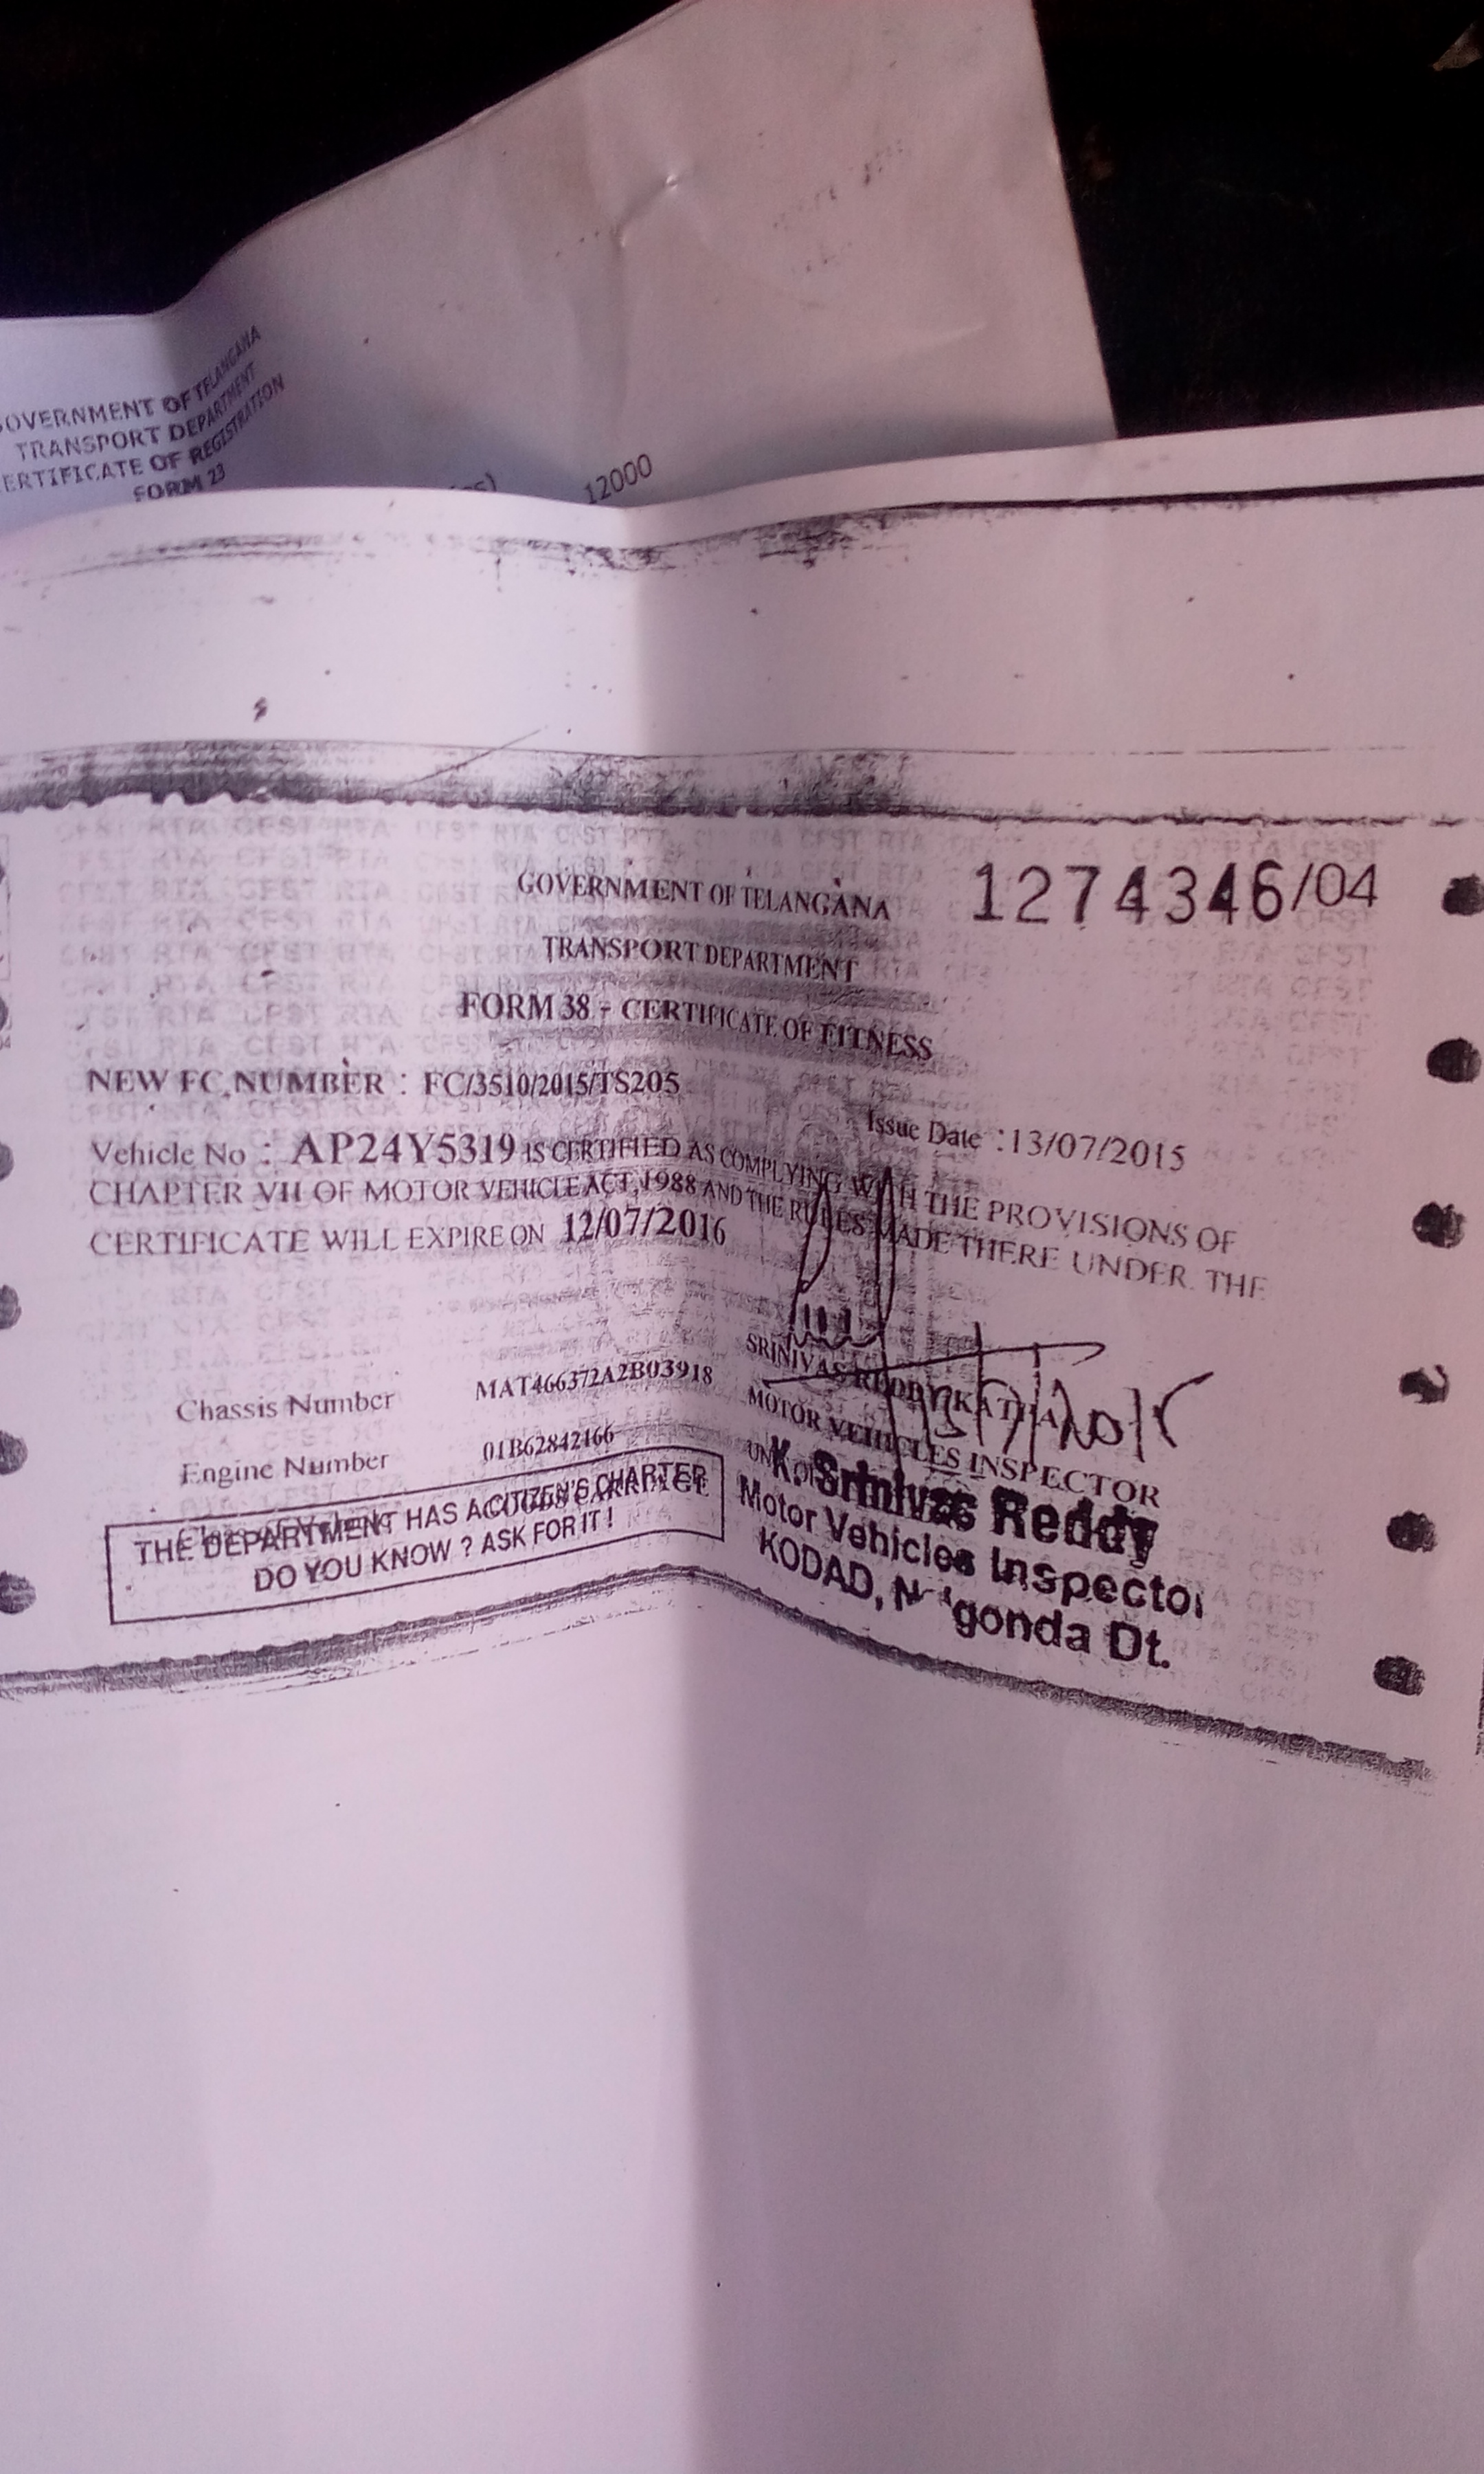 GOVERNMENT OF TELANGANA
TRANSPORT DEPARTMENT
CERTIFICATE OF REGISTRATION
FORM 23
12000
GOVERNMENT OF TELANGANA
1274346/04
TRANSPORT DEPARTMENT
FORM 38 - CERTIFICATE OF FITNESS
NEW FC NUMBER : FC/3510/2015/TS205
Issue Date : 13/07/2015
Vehicle No : AP24Y5319 IS CERTIFIED AS COMPLYING WITH THE PROVISIONS OF
CHAPTER VII OF MOTOR VEHICLE ACT,1988 AND THE RULES MADE THERE UNDER. THE
CERTIFICATE WILL EXPIRE ON 12/07/2016
SRINIVAS REDDY KATHA
MOTOR VEHICLES INSPECTOR
Chassis Number MAT466372A2B03918
Engine Number 01B62842166
Class of Vehicle GOODS CARRIAGE
THE DEPARTMENT HAS A CITIZEN'S CHARTER
DO YOU KNOW ? ASK FOR IT !
K. Srinivas Reddy
Motor Vehicles Inspector
KODAD, Dt.